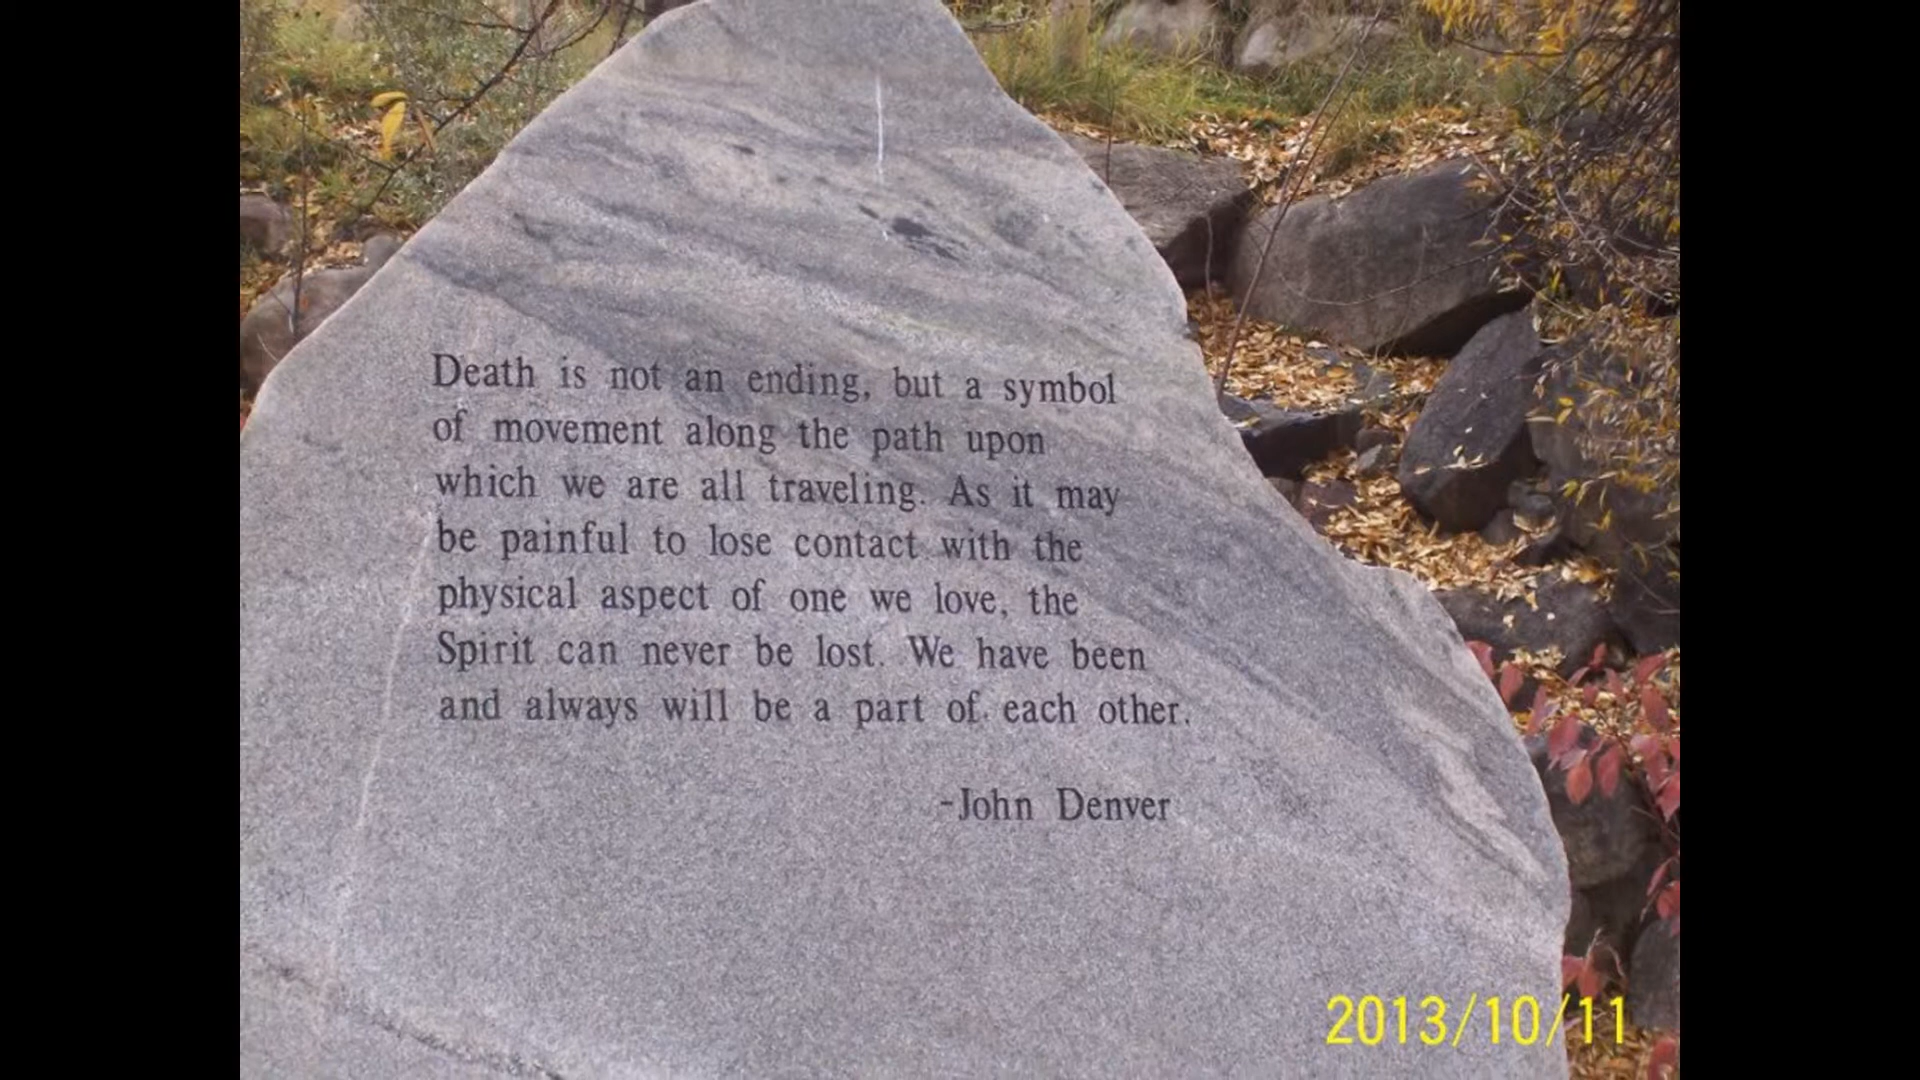 Death is not an ending, but a symbol
of movement along the path upon
which we are all traveling. As it may
be painful to lose contact with the
physical aspect of one we love, the
Spirit can never be lost. We have been
and always will be a part of each other.
-John Denver
2013/10/11